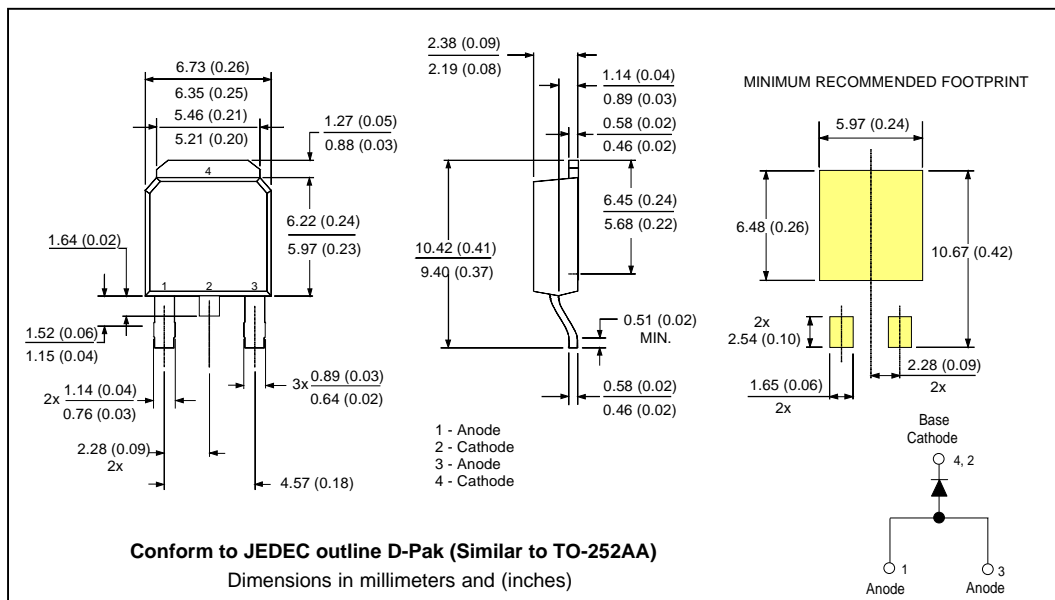 6.73 (0.26)
6.35 (0.25)
5.46 (0.21)
5.21 (0.20)
1.27 (0.05)
0.88 (0.03)
4
6.22 (0.24)
5.97 (0.23)
1.64 (0.02)
1 2 3
1.52 (0.06)
1.15 (0.04)
2x 1.14 (0.04)
0.76 (0.03)
3x 0.89 (0.03)
0.64 (0.02)
2.28 (0.09)
2x
4.57 (0.18)
2.38 (0.09)
2.19 (0.08)
1.14 (0.04)
0.89 (0.03)
0.58 (0.02)
0.46 (0.02)
6.45 (0.24)
5.68 (0.22)
10.42 (0.41)
9.40 (0.37)
0.51 (0.02)
MIN.
0.58 (0.02)
0.46 (0.02)
1 - Anode
2 - Cathode
3 - Anode
4 - Cathode
MINIMUM RECOMMENDED FOOTPRINT
5.97 (0.24)
6.48 (0.26)
10.67 (0.42)
2x
2.54 (0.10)
2.28 (0.09)
2x
1.65 (0.06)
2x
Base
Cathode
4, 2
1
Anode
3
Anode
Conform to JEDEC outline D-Pak (Similar to TO-252AA)
Dimensions in millimeters and (inches)